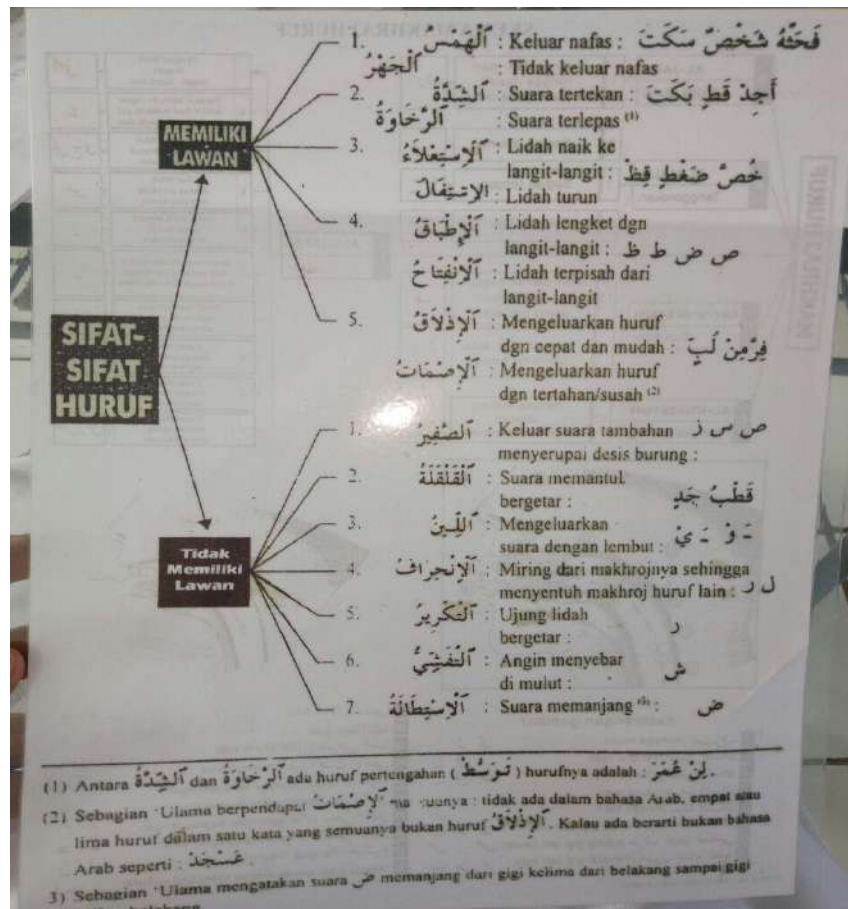 SIFAT-
SIFAT
HURUF
MEMILIKI
LAWAN
1. اَلْهَمْسُ : Keluar nafas : فَحَثَّهُ شَخْصٌ سَكَتَ
اَلْجَهْرُ : Tidak keluar nafas
2. اَلشِّدَّةُ : Suara tertekan : أَجِدْ قَطٍ بَكَتْ
اَلرَّخَاوَةُ : Suara terlepas (1)
3. اَلْاِسْتِعْلَاءُ : Lidah naik ke
langit-langit : خُصَّ ضَغْطٍ قِظْ
الاِسْتِفَالُ : Lidah turun
4. اَلْإِطْبَاقُ : Lidah lengket dgn
langit-langit : ص ض ط ظ
اَلْاِنْفِتَاحُ : Lidah terpisah dari
langit-langit
5. اَلْإِذْلَاقُ : Mengeluarkan huruf
dgn cepat dan mudah : فِرَّمِنْ لُبٍّ
اَلْإِصْمَاتُ : Mengeluarkan huruf
dgn tertahan/susah (2)
Tidak
Memiliki
Lawan
1. اَلصَّفِيرُ : Keluar suara tambahan ص س ز
menyerupai desis burung :
2. اَلْقَلْقَلَةُ : Suara memantul
bergetar : قَطْبُ جَدٍ
3. اَللِّينُ : Mengeluarkan
suara dengan lembut : ـَ وْ ـَ يْ
4. اَلْاِنْحِرَافُ : Miring dari makhrojnya sehingga
menyentuh makhroj huruf lain : ل ر
5. اَلتَّكْرِيرُ : Ujung lidah
bergetar : ر
6. اَلتَّفَشِّيُّ : Angin menyebar
di mulut : ش
7. اَلْاِسْتِطَالَةُ : Suara memanjang (3) : ض
(1) Antara اَلشِّدَّةُ dan اَلرَّخَاوَةُ ada huruf pertengahan ( تَوَسُّطْ ) hurufnya adalah : لِنْ عُمَرْ .
(2) Sebagian 'Ulama berpendapat اَلْإِصْمَاتُ : tidak ada dalam bahasa Arab, empat atau
lima huruf dalam satu kata yang semuanya bukan huruf اَلْإِذْلَاقُ . Kalau ada berarti bukan bahasa
Arab seperti : عَسْجَدْ .
3) Sebagian 'Ulama mengatakan suara ض memanjang dari gigi kelima dari belakang sampai gigi